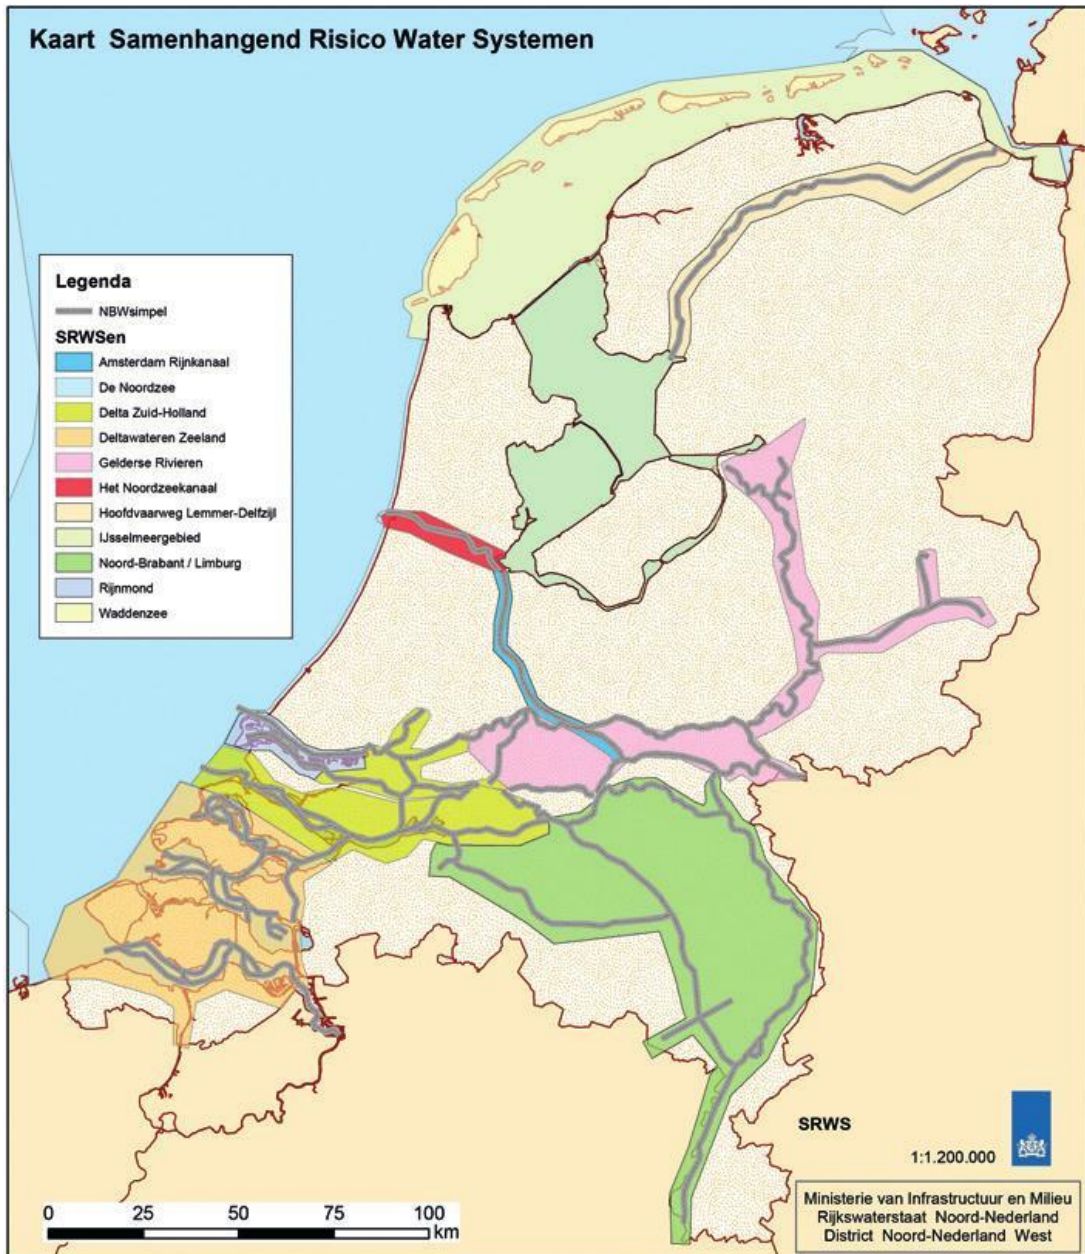 Kaart Samenhangend Risico Water Systemen
Legenda
NBWsimpel
SRWSen
Amsterdam Rijnkanaal
De Noordzee
Delta Zuid-Holland
Deltawateren Zeeland
Gelderse Rivieren
Het Noordzeekanaal
Hoofdvaarweg Lemmer-Delfzijl
IJsselmeergebied
Noord-Brabant / Limburg
Rijnmond
Waddenzee
SRWS
1:1.200.000
0 25 50 75 100
km
Ministerie van Infrastructuur en Milieu
Rijkswaterstaat Noord-Nederland
District Noord-Nederland West